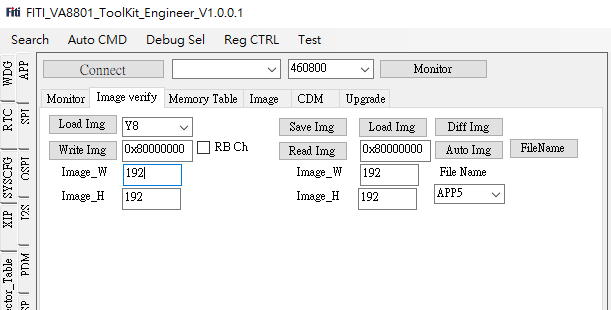 Fiti FITI_VA8801_ToolKit_Engineer_V1.0.0.1
Search Auto CMD Debug Sel Reg CTRL Test
Connect 460800 Monitor
Monitor Image verify Memory Table Image CDM Upgrade
Load Img Y8 Save Img Load Img Diff Img
Write Img 0x80000000 RB Ch Read Img 0x80000000 Auto Img FileName
Image_W 192 Image_W 192 File Name
Image_H 192 Image_H 192 APP5
WDG APP
RTC SPI
SYSCFG QSPI
XIP I2S
ector_Table PDM
SP